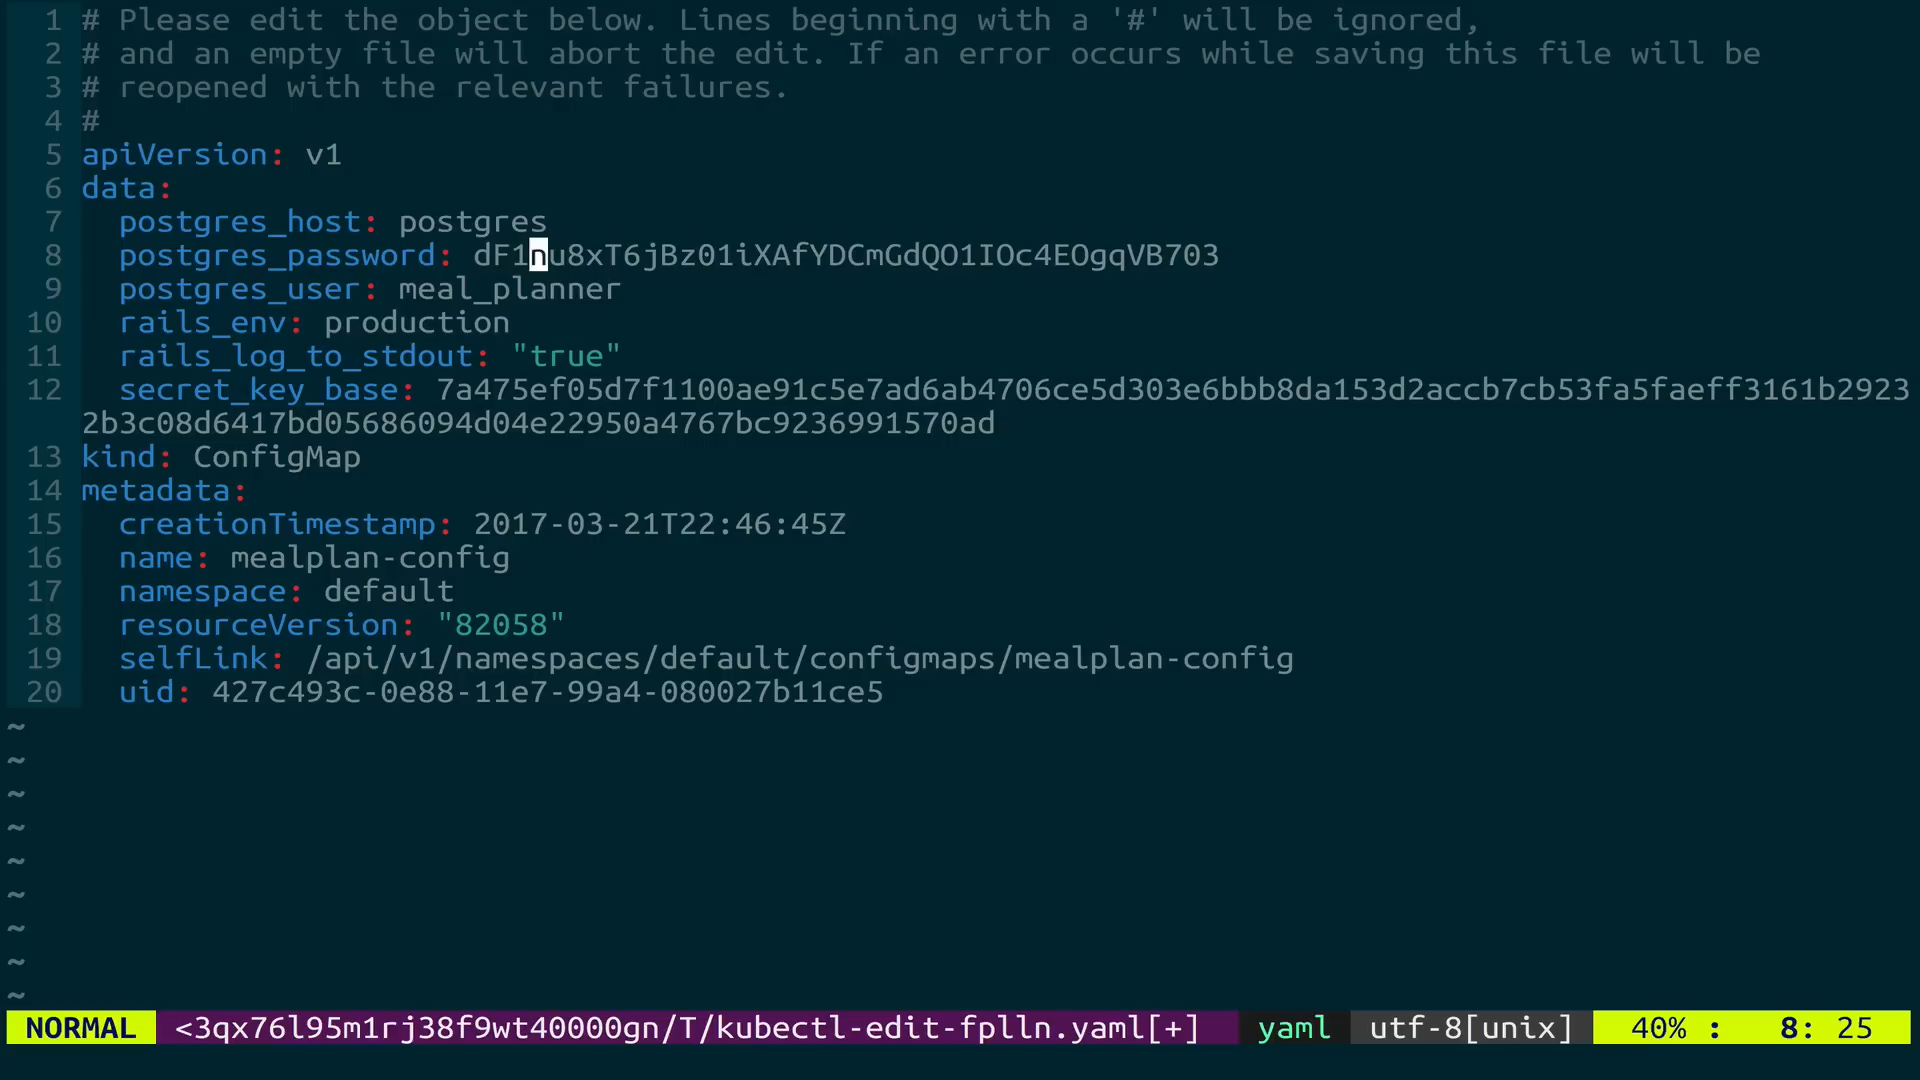 1 # Please edit the object below. Lines beginning with a '#' will be ignored,
2 # and an empty file will abort the edit. If an error occurs while saving this file will be
3 # reopened with the relevant failures.
4 #
5 apiVersion: v1
6 data:
7   postgres_host: postgres
8   postgres_password: dF1nu8xT6jBz01iXAfYDCmGdQO1IOc4EOgqVB703
9   postgres_user: meal_planner
10   rails_env: production
11   rails_log_to_stdout: "true"
12   secret_key_base: 7a475ef05d7f1100ae91c5e7ad6ab4706ce5d303e6bbb8da153d2accb7cb53fa5faeff3161b2923
2b3c08d6417bd05686094d04e22950a4767bc9236991570ad
13 kind: ConfigMap
14 metadata:
15   creationTimestamp: 2017-03-21T22:46:45Z
16   name: mealplan-config
17   namespace: default
18   resourceVersion: "82058"
19   selfLink: /api/v1/namespaces/default/configmaps/mealplan-config
20   uid: 427c493c-0e88-11e7-99a4-080027b11ce5
~
~
~
~
~
~
~
~
~
NORMAL <3qx76l95m1rj38f9wt40000gn/T/kubectl-edit-fplln.yaml[+] yaml utf-8[unix] 40% : 8: 25